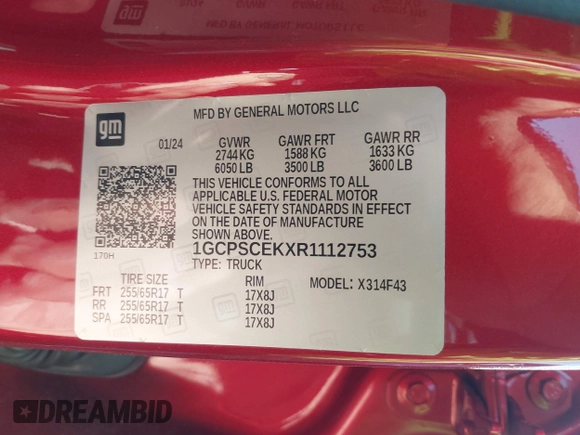 MFD BY GENERAL MOTORS LLC
gm
01/24 GVWR GAWR FRT GAWR RR
2744 KG 1588 KG 1633 KG
6050 LB 3500 LB 3600 LB
THIS VEHICLE CONFORMS TO ALL
APPLICABLE U.S. FEDERAL MOTOR
VEHICLE SAFETY STANDARDS IN EFFECT
ON THE DATE OF MANUFACTURE
SHOWN ABOVE.
170H
1GCPSCEKXR1112753
TYPE: TRUCK
TIRE SIZE RIM MODEL: X314F43
FRT 255/65R17 T 17X8J
RR 255/65R17 T 17X8J
SPA 255/65R17 T 17X8J
DREAMBID